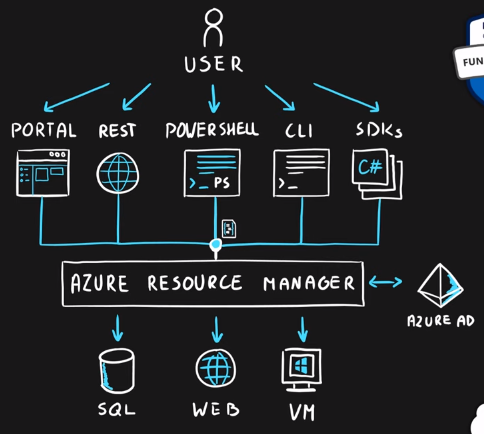 USER
PORTAL REST POWERSHELL CLI SDKs
>_ PS >_ C#
AZURE RESOURCE MANAGER
AZURE AD
SQL WEB VM
FUN